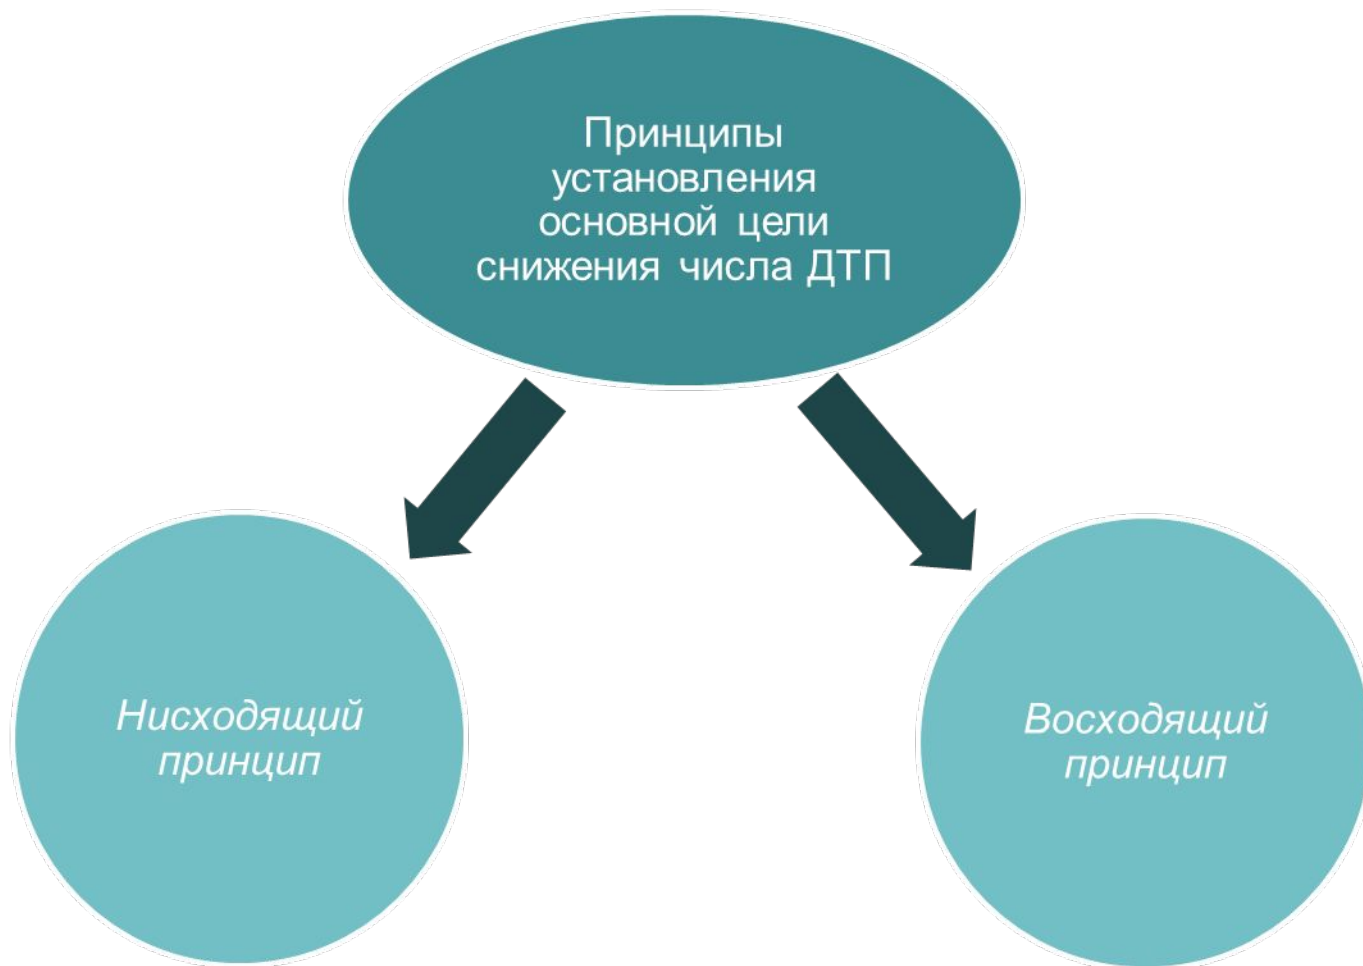 Принципы
установления
основной цели
снижения числа ДТП
Нисходящий
принцип
Восходящий
принцип